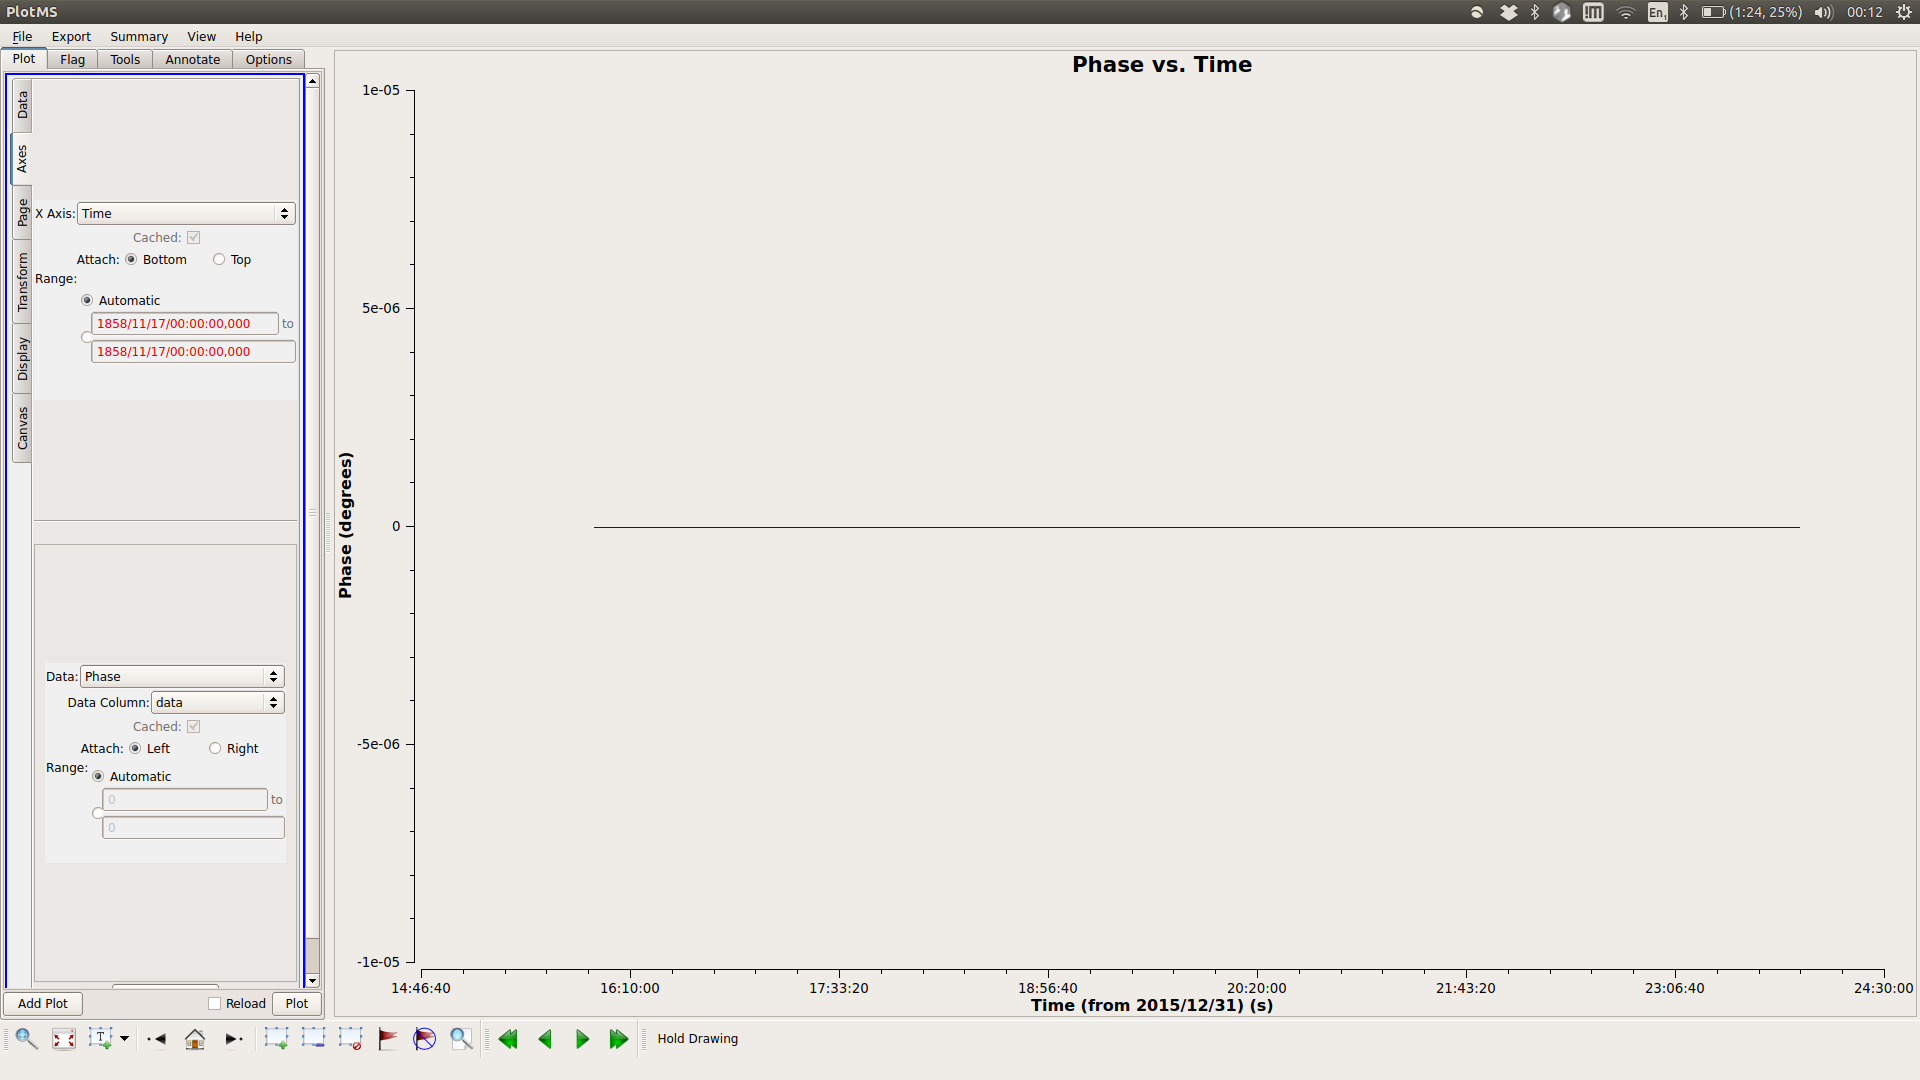 PlotMS
En1
(1:24, 25%)
00:12
File Export Summary View Help
Plot Flag Tools Annotate Options
Data
Axes
Page
Transform
Display
Canvas
X Axis: Time
Cached:
Attach: Bottom Top
Range:
Automatic
1858/11/17/00:00:00,000 to
1858/11/17/00:00:00,000
Data: Phase
Data Column: data
Cached:
Attach: Left Right
Range:
Automatic
0 to
0
Add Plot Reload Plot
Phase vs. Time
Phase (degrees)
1e-05
5e-06
0
-5e-06
-1e-05
14:46:40 16:10:00 17:33:20 18:56:40 20:20:00 21:43:20 23:06:40 24:30:00
Time (from 2015/12/31) (s)
T
Hold Drawing